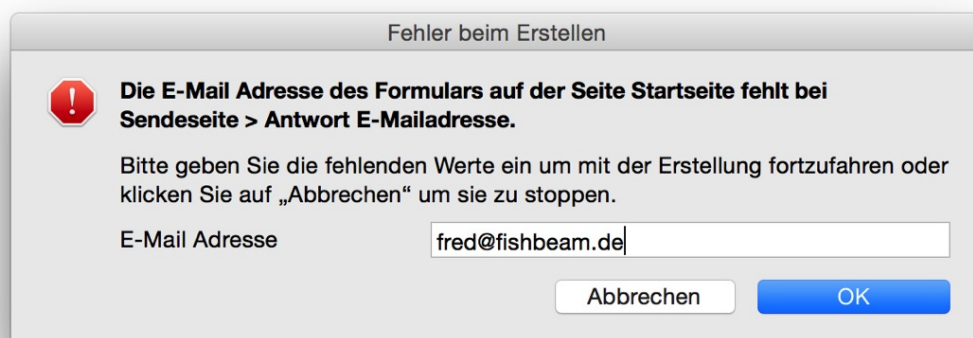 Fehler beim Erstellen
Die E-Mail Adresse des Formulars auf der Seite Startseite fehlt bei
Sendeseite > Antwort E-Mailadresse.
Bitte geben Sie die fehlenden Werte ein um mit der Erstellung fortzufahren oder
klicken Sie auf „Abbrechen“ um sie zu stoppen.
E-Mail Adresse fred@fishbeam.de
Abbrechen OK